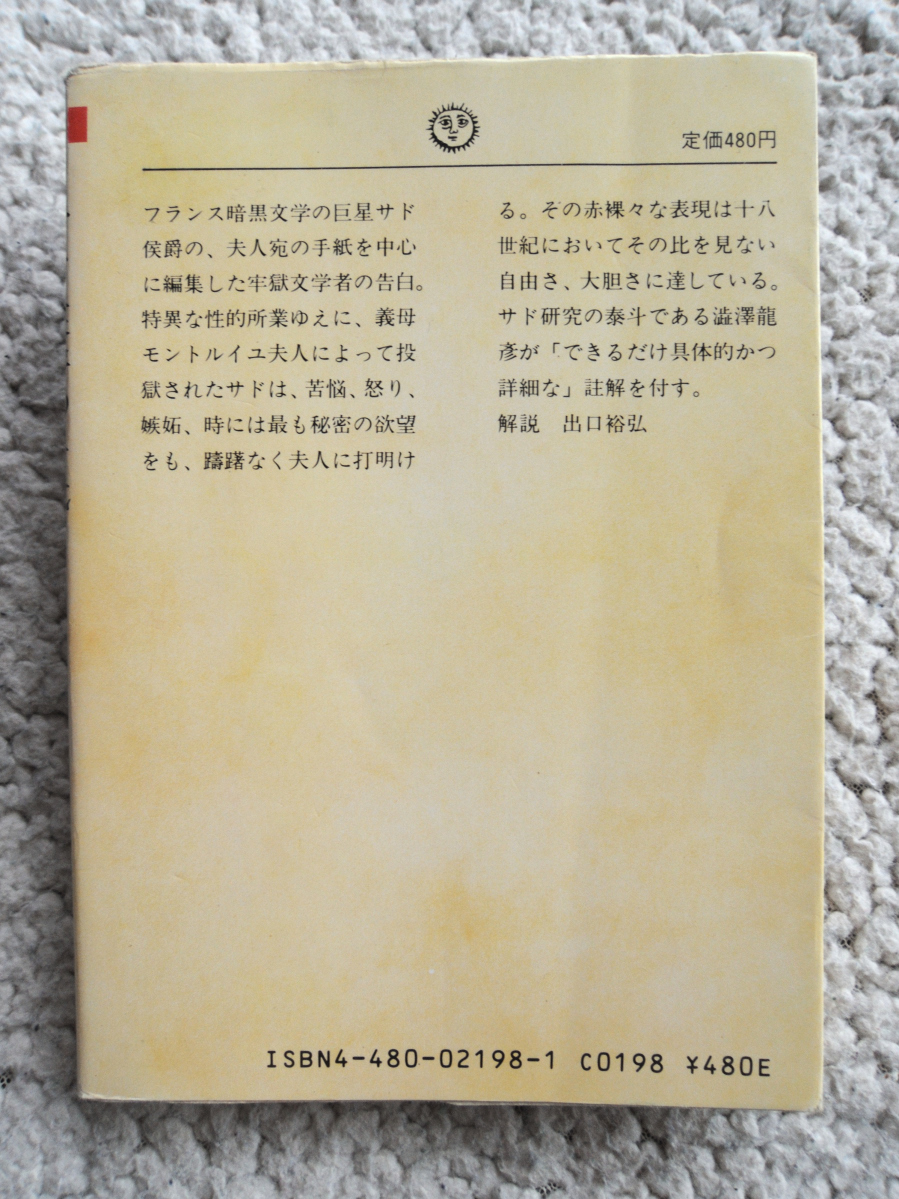 定価480円
フランス暗黒文学の巨星サド
侯爵の、夫人宛の手紙を中心
に編集した牢獄文学者の告白。
特異な性的所業ゆえに、義母
モントルイユ夫人によって投
獄されたサドは、苦悩、怒り、
嫉妬、時には最も秘密の欲望
をも、躊躇なく夫人に打明け
る。その赤裸々な表現は十八
世紀においてその比を見ない
自由さ、大胆さに達している。
サド研究の泰斗である澁澤龍
彥が「できるだけ具体的かつ
詳細な」註解を付す。
解説 出口裕弘
ISBN4-480-02198-1 C0198 ¥480E